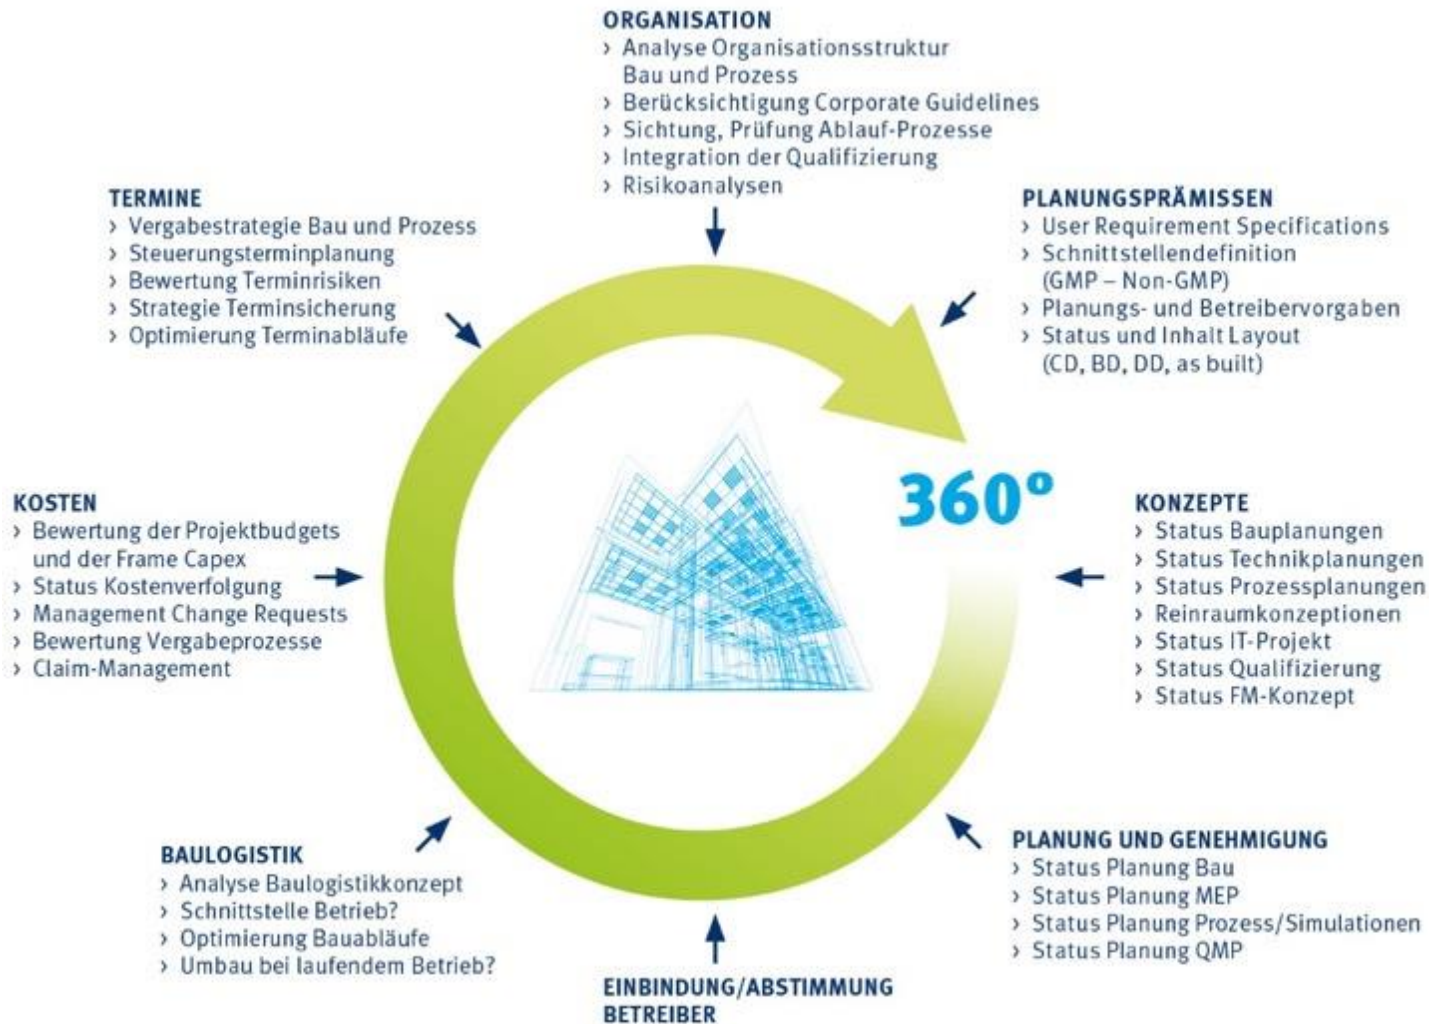 ORGANISATION
› Analyse Organisationsstruktur
Bau und Prozess
› Berücksichtigung Corporate Guidelines
› Sichtung, Prüfung Ablauf-Prozesse
› Integration der Qualifizierung
› Risikoanalysen
PLANUNGSPRÄMISSEN
› User Requirement Specifications
› Schnittstellendefinition
(GMP – Non-GMP)
› Planungs- und Betreibervorgaben
› Status und Inhalt Layout
(CD, BD, DD, as built)
360°
KONZEPTE
› Status Bauplanungen
› Status Technikplanungen
› Status Prozessplanungen
› Reinraumkonzeptionen
› Status IT-Projekt
› Status Qualifizierung
› Status FM-Konzept
PLANUNG UND GENEHMIGUNG
› Status Planung Bau
› Status Planung MEP
› Status Planung Prozess/Simulationen
› Status Planung QMP
EINBINDUNG/ABSTIMMUNG
BETREIBER
BAULOGISTIK
› Analyse Baulogistikkonzept
› Schnittstelle Betrieb?
› Optimierung Bauabläufe
› Umbau bei laufendem Betrieb?
KOSTEN
› Bewertung der Projektbudgets
und der Frame Capex
› Status Kostenverfolgung
› Management Change Requests
› Bewertung Vergabeprozesse
› Claim-Management
TERMINE
› Vergabestrategie Bau und Prozess
› Steuerungsterminplanung
› Bewertung Terminrisiken
› Strategie Terminsicherung
› Optimierung Terminabläufe